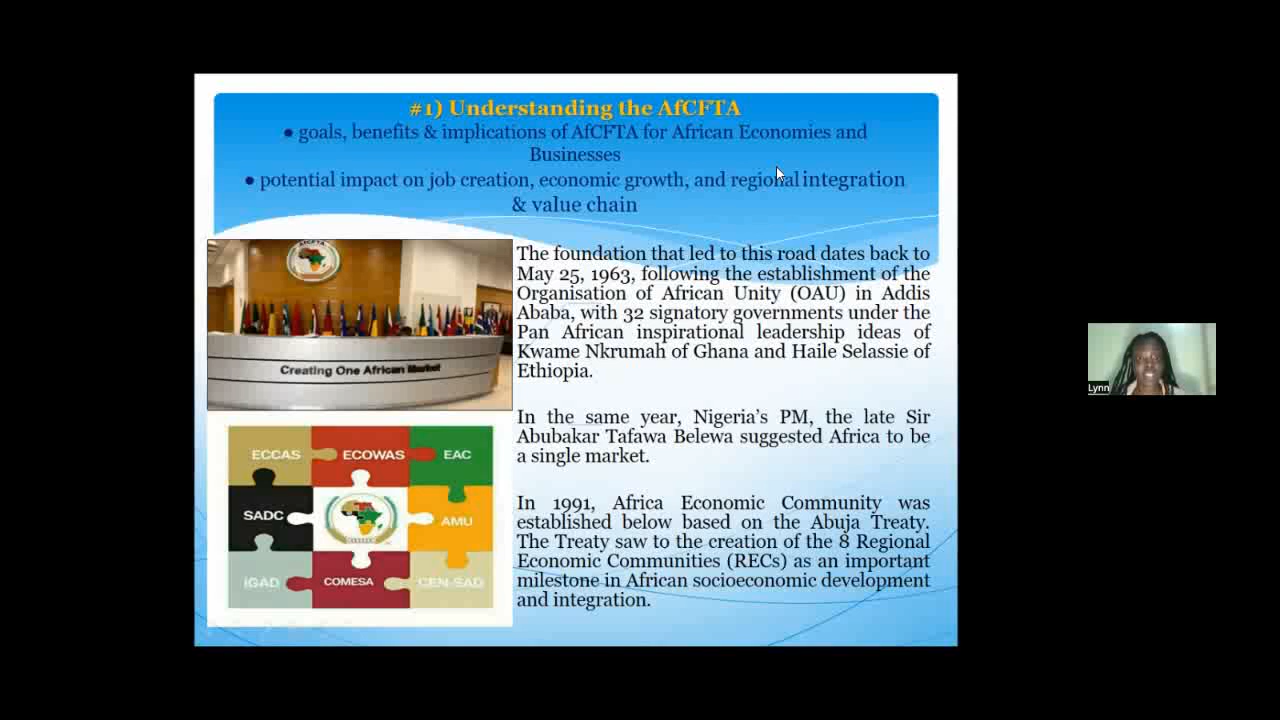 #1) Understanding the AfCFTA
● goals, benefits & implications of AfCFTA for African Economies and
Businesses
● potential impact on job creation, economic growth, and regional integration
& value chain
AfCFTA
Creating One African Market
The foundation that led to this road dates back to
May 25, 1963, following the establishment of the
Organisation of African Unity (OAU) in Addis
Ababa, with 32 signatory governments under the
Pan African inspirational leadership ideas of
Kwame Nkrumah of Ghana and Haile Selassie of
Ethiopia.
In the same year, Nigeria's PM, the late Sir
Abubakar Tafawa Belewa suggested Africa to be
a single market.
In 1991, Africa Economic Community was
established below based on the Abuja Treaty.
The Treaty saw to the creation of the 8 Regional
Economic Communities (RECs) as an important
milestone in African socioeconomic development
and integration.
ECCAS ECOWAS EAC
SADC AMU
IGAD COMESA CEN-SAD
Lynn